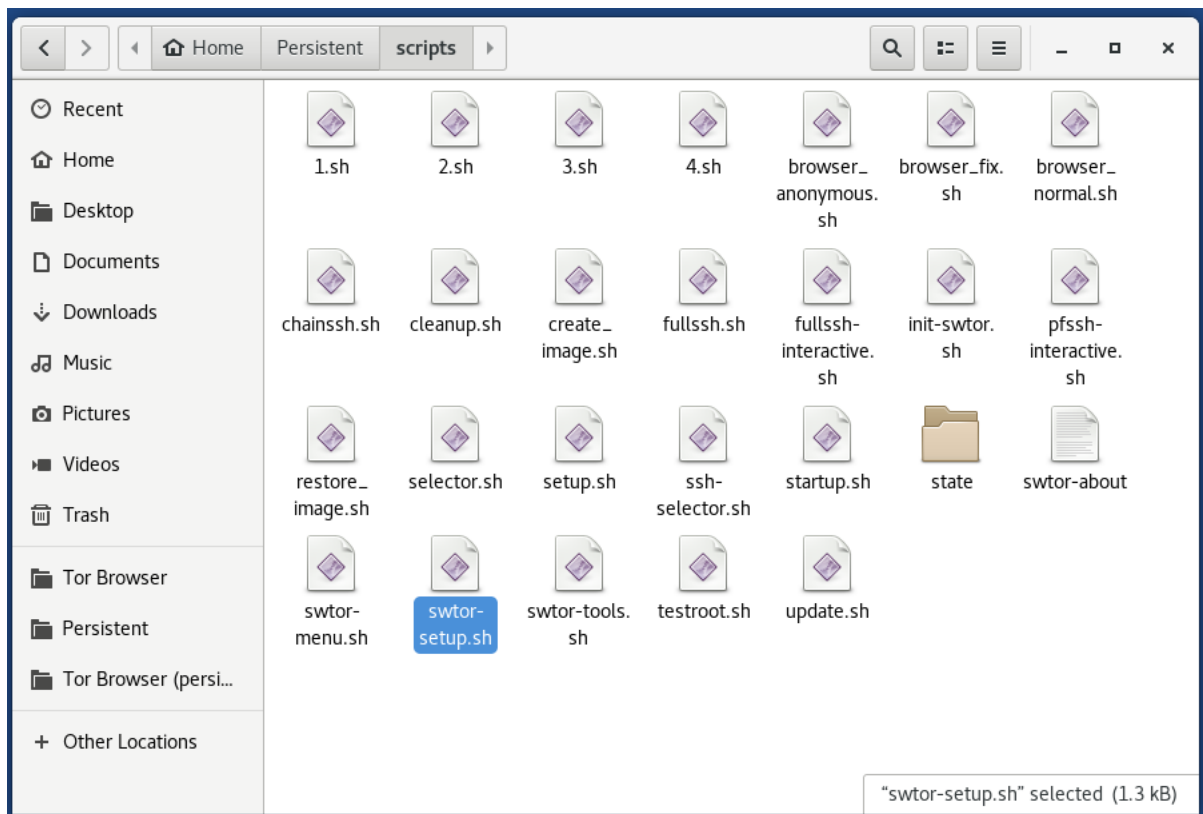 Home Persistent scripts
Recent
Home
Desktop
Documents
Downloads
Music
Pictures
Videos
Trash
Tor Browser
Persistent
Tor Browser (persi...
+ Other Locations
1.sh 2.sh 3.sh 4.sh browser_ browser_fix. browser_
anonymous. sh normal.sh
sh
chainssh.sh cleanup.sh create_ fullssh.sh fullssh- init-swtor. pfssh-
image.sh interactive. sh interactive.
sh sh
restore_ selector.sh setup.sh ssh- startup.sh state swtor-about
image.sh selector.sh
swtor- swtor- swtor-tools. testroot.sh update.sh
menu.sh setup.sh sh
“swtor-setup.sh” selected (1.3 kB)